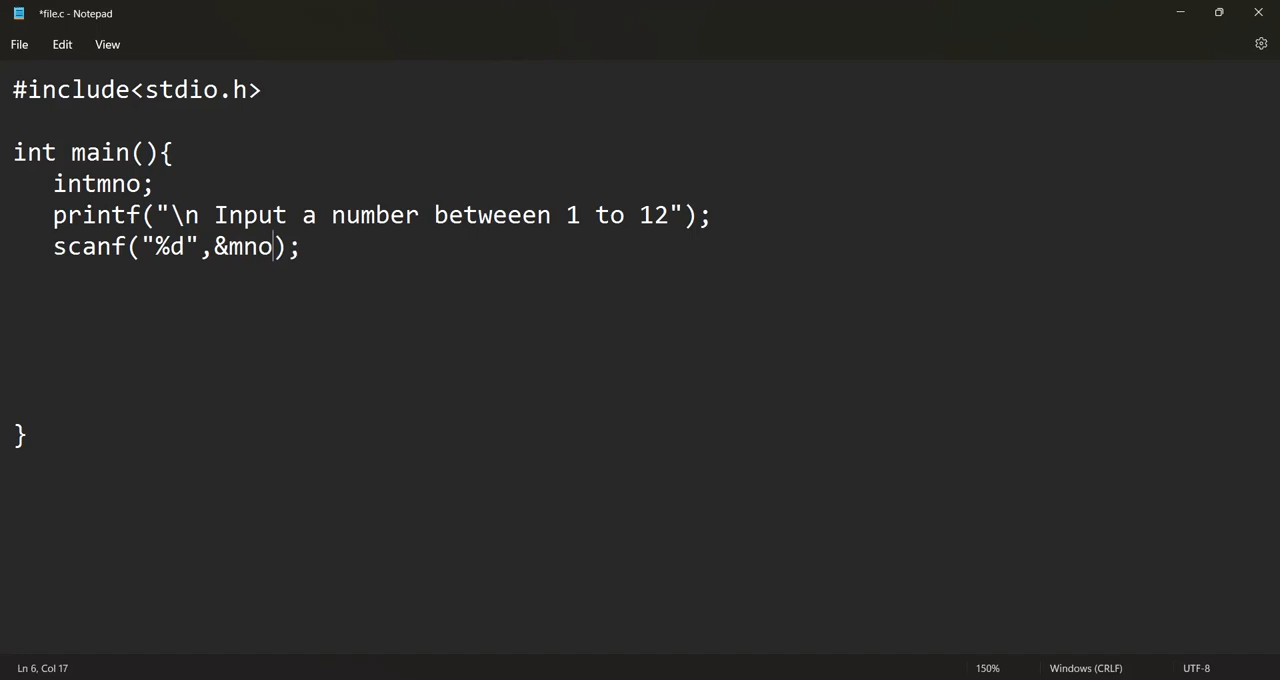 *file.c - Notepad
File Edit View
#include<stdio.h>
int main(){
intmno;
printf("\n Input a number betweeen 1 to 12");
scanf("%d",&mno);
}
Ln 6, Col 17 150% Windows (CRLF) UTF-8